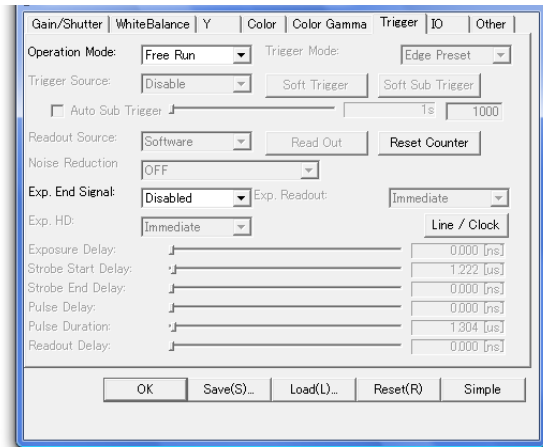 Gain/Shutter WhiteBalance Y Color Color Gamma Trigger IO Other
Operation Mode: Free Run Trigger Mode: Edge Preset
Trigger Source: Disable Soft Trigger Soft Sub Trigger
Auto Sub Trigger 1s 1000
Readout Source: Software Read Out Reset Counter
Noise Reduction OFF
Exp. End Signal: Disabled Exp. Readout: Immediate
Exp. HD: Immediate Line / Clock
Exposure Delay: 0.000 [ns]
Strobe Start Delay: 1.222 [us]
Strobe End Delay: 0.000 [ns]
Pulse Delay: 0.000 [ns]
Pulse Duration: 1.304 [us]
Readout Delay: 0.000 [ns]
OK Save(S)... Load(L)... Reset(R) Simple